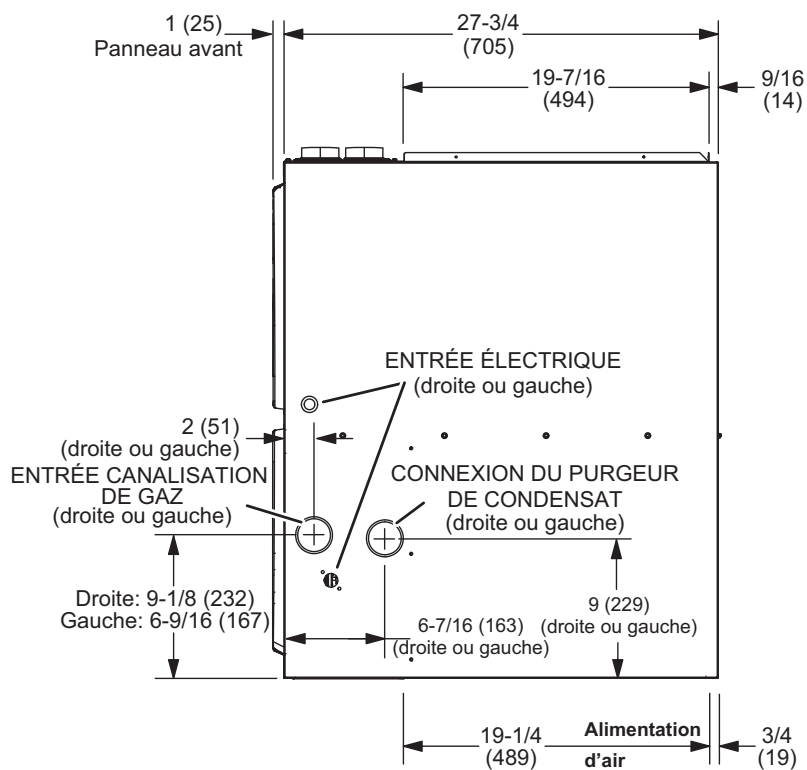 1 (25)
Panneau avant
27-3/4
(705)
19-7/16
(494)
9/16
(14)
ENTRÉE ÉLECTRIQUE
(droite ou gauche)
2 (51)
(droite ou gauche)
ENTRÉE CANALISATION
DE GAZ
(droite ou gauche)
CONNEXION DU PURGEUR
DE CONDENSAT
(droite ou gauche)
Droite: 9-1/8 (232)
Gauche: 6-9/16 (167)
6-7/16 (163)
(droite ou gauche)
9 (229)
(droite ou gauche)
19-1/4
(489)
Alimentation
d'air
3/4
(19)